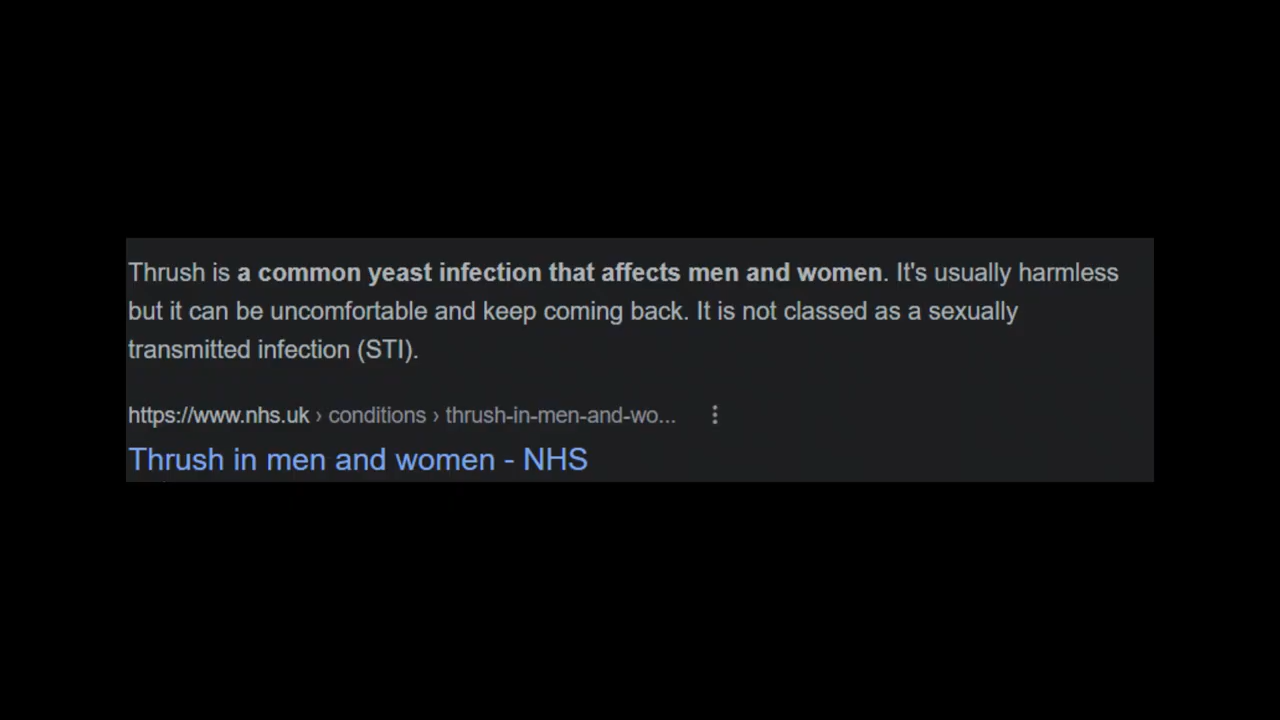 Thrush is a common yeast infection that affects men and women. It's usually harmless
but it can be uncomfortable and keep coming back. It is not classed as a sexually
transmitted infection (STI).
https://www.nhs.uk › conditions › thrush-in-men-and-wo...
Thrush in men and women - NHS